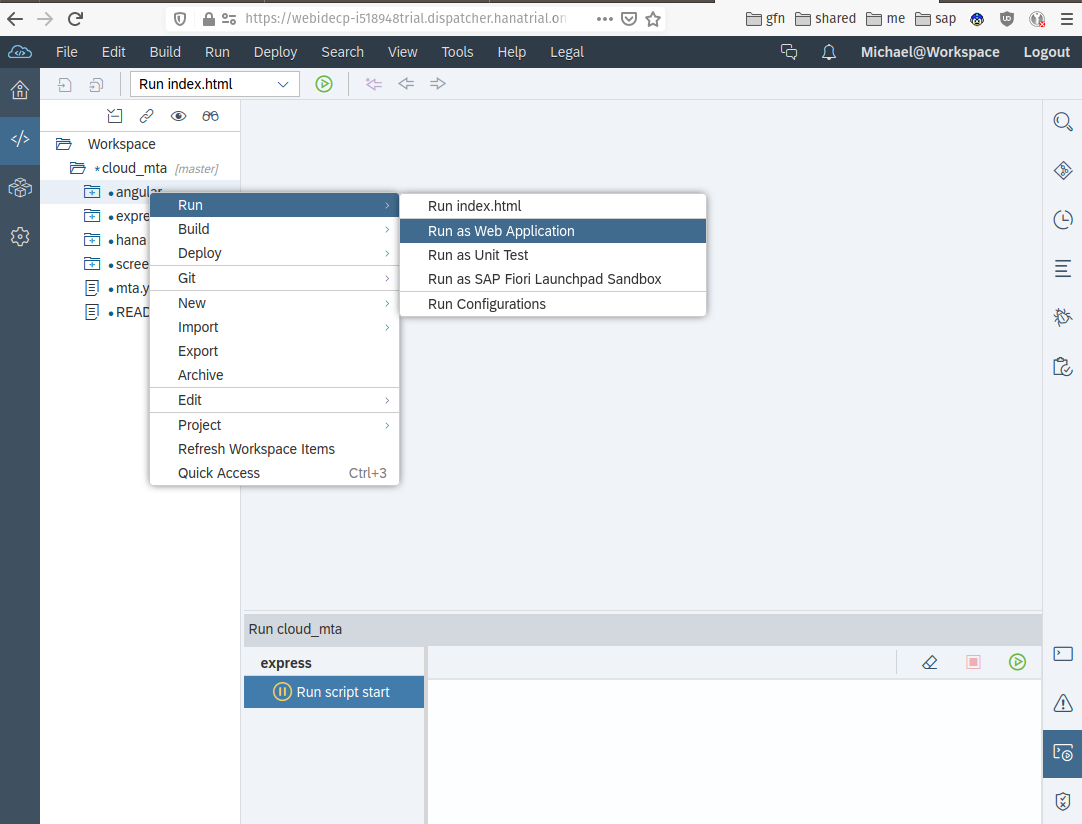 https://webidecp-i518948trial.dispatcher.hanatrial.on
gfn shared me sap
File Edit Build Run Deploy Search View Tools Help Legal Michael@Workspace Logout
Run index.html
Workspace
*cloud_mta [master]
angular
expre
hana
scree
mta.y
READ
Run
Build
Deploy
Git
New
Import
Export
Archive
Edit
Project
Refresh Workspace Items
Quick Access Ctrl+3
Run index.html
Run as Web Application
Run as Unit Test
Run as SAP Fiori Launchpad Sandbox
Run Configurations
Run cloud_mta
express
Run script start